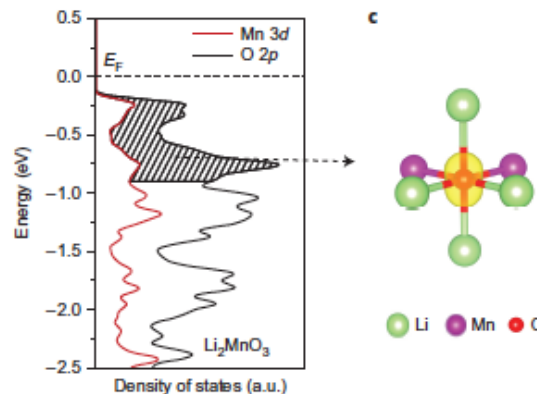 0.5
Mn 3d
O 2p
c
E_F
0.0
−0.5
−1.0
−1.5
−2.0
−2.5
Energy (eV)
Li₂MnO₃
Density of states (a.u.)
Li
Mn